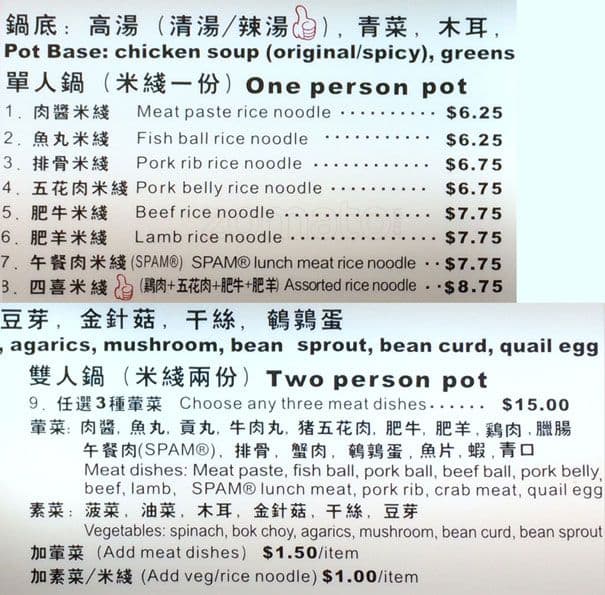 鍋底：高湯（清湯/辣湯），青菜，木耳，
Pot Base: chicken soup (original/spicy), greens
單人鍋（米綫一份）One person pot
1. 肉醬米綫 Meat paste rice noodle ·········· $6.25
2. 魚丸米綫 Fish ball rice noodle ··········· $6.25
3. 排骨米綫 Pork rib rice noodle ············ $6.75
4. 五花肉米綫 Pork belly rice noodle ·········· $6.75
5. 肥牛米綫 Beef rice noodle ··············· $7.75
6. 肥羊米綫 Lamb rice noodle ·············· $7.75
7. 午餐肉米綫(SPAM®) SPAM® lunch meat rice noodle ··$7.75
8. 四喜米綫 (鷄肉+五花肉+肥牛+肥羊) Assorted rice noodle ··$8.75
豆芽，金針菇，干絲，鵪鶉蛋
, agarics, mushroom, bean sprout, bean curd, quail egg
雙人鍋（米綫兩份）Two person pot
9. 任選3種葷菜 Choose any three meat dishes······ $15.00
葷菜: 肉醬, 魚丸, 貢丸, 牛肉丸, 猪五花肉, 肥牛, 肥羊, 鷄肉, 臘腸
午餐肉(SPAM®), 排骨, 蟹肉, 鵪鶉蛋, 魚片, 蝦, 青口
Meat dishes: Meat paste, fish ball, pork ball, beef ball, pork belly,
beef, lamb, SPAM® lunch meat, pork rib, crab meat, quail egg
素菜: 菠菜, 油菜, 木耳, 金針菇, 干絲, 豆芽
Vegetables: spinach, bok choy, agarics, mushroom, bean curd, bean sprout
加葷菜 (Add meat dishes) $1.50/item
加素菜/米綫 (Add veg/rice noodle) $1.00/item